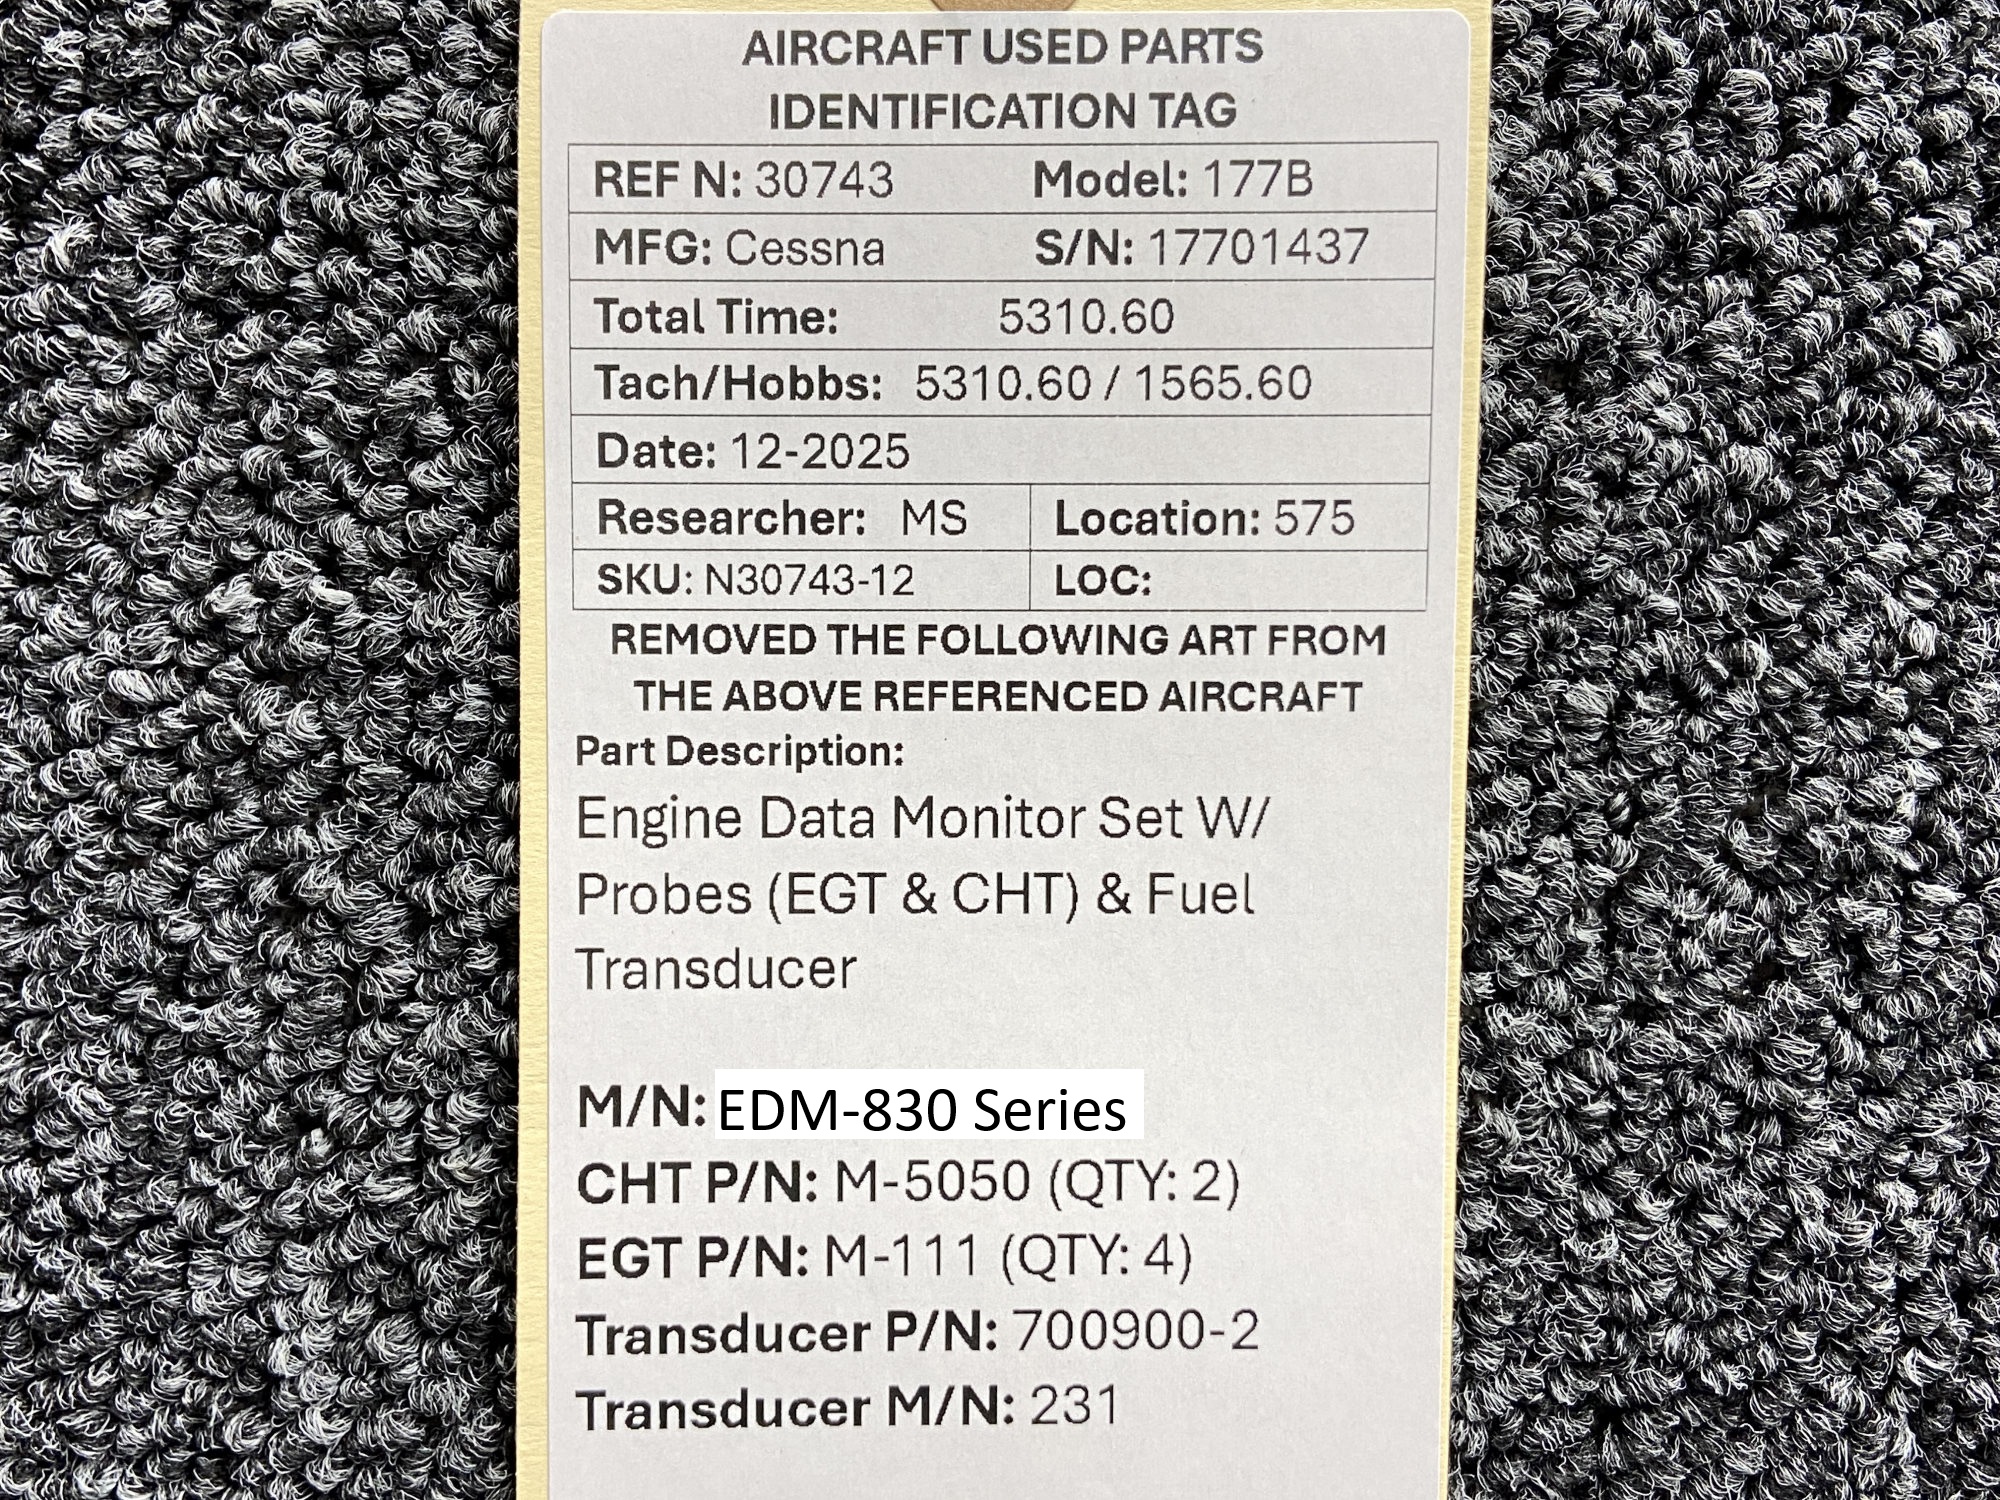 AIRCRAFT USED PARTS
IDENTIFICATION TAG
REF N: 30743 Model: 177B
MFG: Cessna S/N: 17701437
Total Time: 5310.60
Tach/Hobbs: 5310.60 / 1565.60
Date: 12-2025
Researcher: MS Location: 575
SKU: N30743-12 LOC:
REMOVED THE FOLLOWING ART FROM
THE ABOVE REFERENCED AIRCRAFT
Part Description:
Engine Data Monitor Set W/
Probes (EGT & CHT) & Fuel
Transducer
M/N: EDM-830 Series
CHT P/N: M-5050 (QTY: 2)
EGT P/N: M-111 (QTY: 4)
Transducer P/N: 700900-2
Transducer M/N: 231